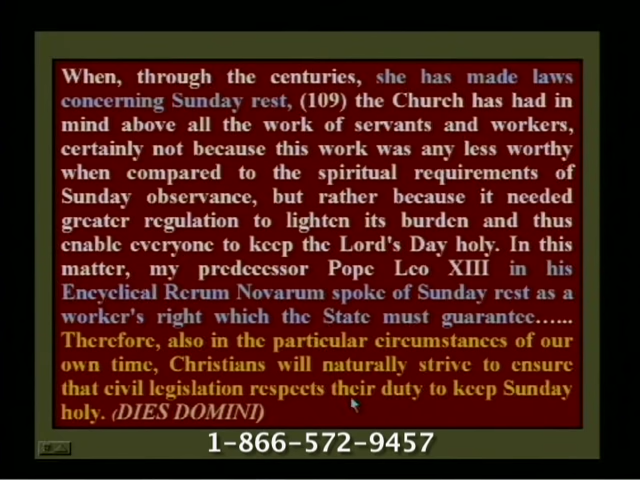 When, through the centuries, she has made laws
concerning Sunday rest, (109) the Church has had in
mind above all the work of servants and workers,
certainly not because this work was any less worthy
when compared to the spiritual requirements of
Sunday observance, but rather because it needed
greater regulation to lighten its burden and thus
enable everyone to keep the Lord's Day holy. In this
matter, my predecessor Pope Leo XIII in his
Encyclical Rerum Novarum spoke of Sunday rest as a
worker's right which the State must guarantee…...
Therefore, also in the particular circumstances of our
own time, Christians will naturally strive to ensure
that civil legislation respects their duty to keep Sunday
holy. (DIES DOMINI)
1-866-572-9457